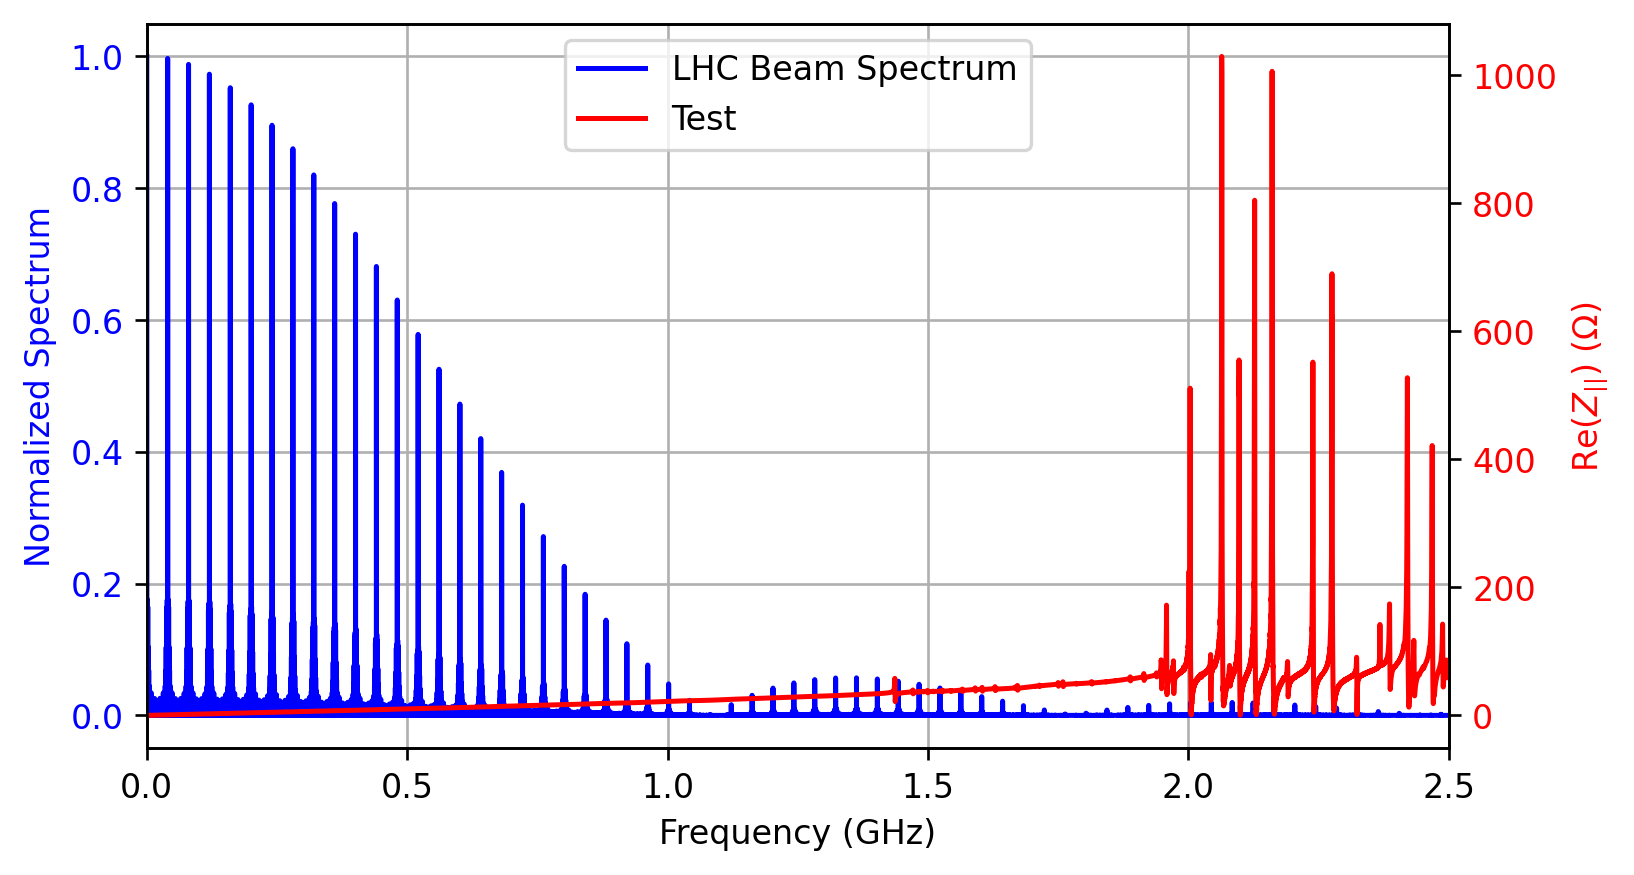 LHC Beam Spectrum
Test
Normalized Spectrum
1.0
0.8
0.6
0.4
0.2
0.0
1000
800
600
400
200
0
Re(Z||) (Ω)
0.0 0.5 1.0 1.5 2.0 2.5
Frequency (GHz)